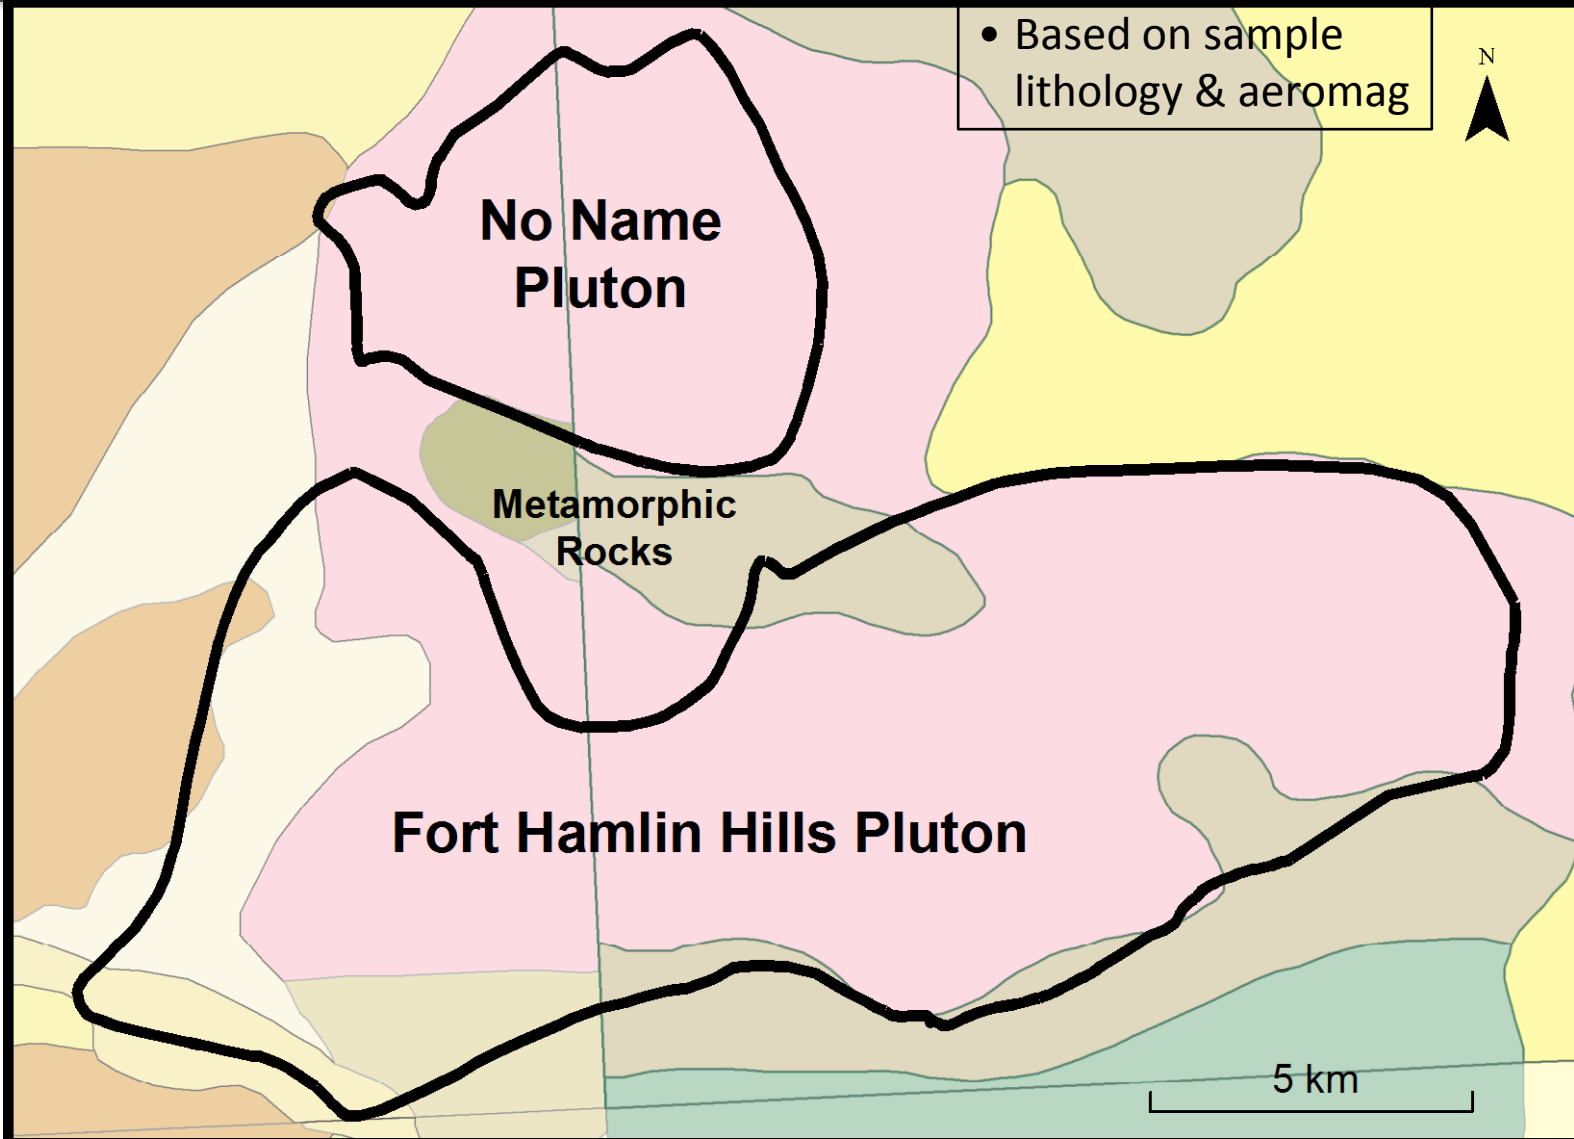 • Based on sample
lithology & aeromag
N
No Name
Pluton
Metamorphic
Rocks
Fort Hamlin Hills Pluton
5 km